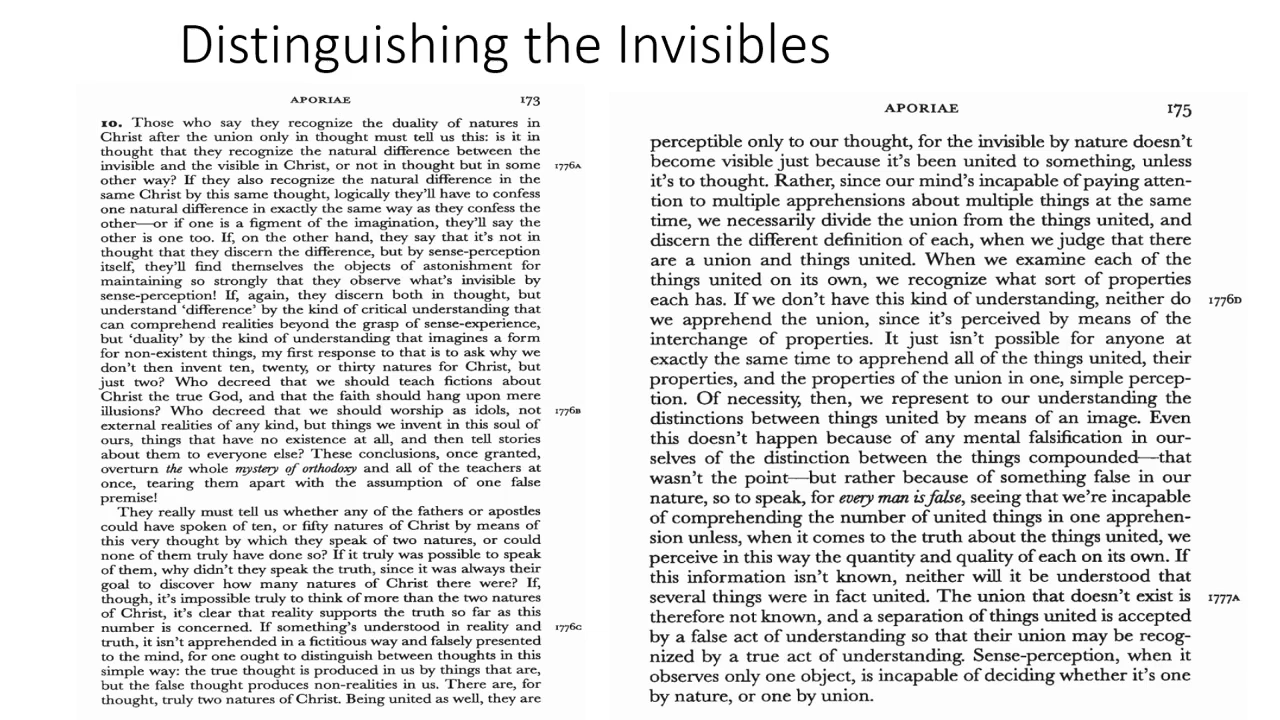 Distinguishing the Invisibles
APORIAE 173
10. Those who say they recognize the duality of natures in
Christ after the union only in thought must tell us this: is it in
thought that they recognize the natural difference between the
invisible and the visible in Christ, or not in thought but in some 1776A
other way? If they also recognize the natural difference in the
same Christ by this same thought, logically they'll have to confess
one natural difference in exactly the same way as they confess the
other—or if one is a figment of the imagination, they'll say the
other is one too. If, on the other hand, they say that it's not in
thought that they discern the difference, but by sense-perception
itself, they'll find themselves the objects of astonishment for
maintaining so strongly that they observe what's invisible by
sense-perception! If, again, they discern both in thought, but
understand 'difference' by the kind of critical understanding that
can comprehend realities beyond the grasp of sense-experience,
but 'duality' by the kind of understanding that imagines a form
for non-existent things, my first response to that is to ask why we
don't then invent ten, twenty, or thirty natures for Christ, but
just two? Who decreed that we should teach fictions about
Christ the true God, and that the faith should hang upon mere
illusions? Who decreed that we should worship as idols, not 1776B
external realities of any kind, but things we invent in this soul of
ours, things that have no existence at all, and then tell stories
about them to everyone else? These conclusions, once granted,
overturn the whole mystery of orthodoxy and all of the teachers at
once, tearing them apart with the assumption of one false
premise!
They really must tell us whether any of the fathers or apostles
could have spoken of ten, or fifty natures of Christ by means of
this very thought by which they speak of two natures, or could
none of them truly have done so? If it truly was possible to speak
of them, why didn't they speak the truth, since it was always their
goal to discover how many natures of Christ there were? If,
though, it's impossible truly to think of more than the two natures
of Christ, it's clear that reality supports the truth so far as this
number is concerned. If something's understood in reality and 1776C
truth, it isn't apprehended in a fictitious way and falsely presented
to the mind, for one ought to distinguish between thoughts in this
simple way: the true thought is produced in us by things that are,
but the false thought produces non-realities in us. There are, for
thought, truly two natures of Christ. Being united as well, they are
APORIAE 175
perceptible only to our thought, for the invisible by nature doesn't
become visible just because it's been united to something, unless
it's to thought. Rather, since our mind's incapable of paying atten-
tion to multiple apprehensions about multiple things at the same
time, we necessarily divide the union from the things united, and
discern the different definition of each, when we judge that there
are a union and things united. When we examine each of the
things united on its own, we recognize what sort of properties
each has. If we don't have this kind of understanding, neither do 1776D
we apprehend the union, since it's perceived by means of the
interchange of properties. It just isn't possible for anyone at
exactly the same time to apprehend all of the things united, their
properties, and the properties of the union in one, simple percep-
tion. Of necessity, then, we represent to our understanding the
distinctions between things united by means of an image. Even
this doesn't happen because of any mental falsification in our-
selves of the distinction between the things compounded—that
wasn't the point—but rather because of something false in our
nature, so to speak, for every man is false, seeing that we're incapable
of comprehending the number of united things in one apprehen-
sion unless, when it comes to the truth about the things united, we
perceive in this way the quantity and quality of each on its own. If
this information isn't known, neither will it be understood that
several things were in fact united. The union that doesn't exist is 1777A
therefore not known, and a separation of things united is accepted
by a false act of understanding so that their union may be recog-
nized by a true act of understanding. Sense-perception, when it
observes only one object, is incapable of deciding whether it's one
by nature, or one by union.